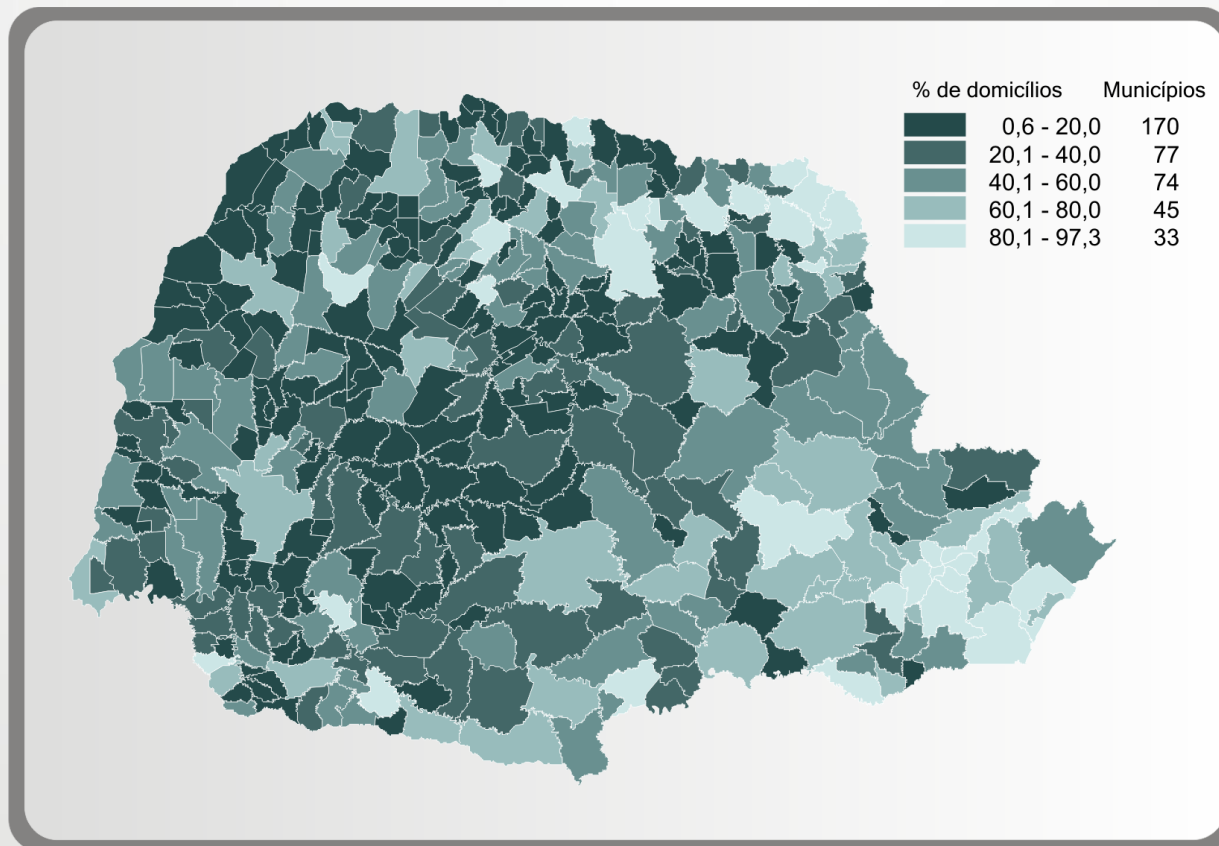 % de domicílios Municípios
0,6 - 20,0 170
20,1 - 40,0 77
40,1 - 60,0 74
60,1 - 80,0 45
80,1 - 97,3 33